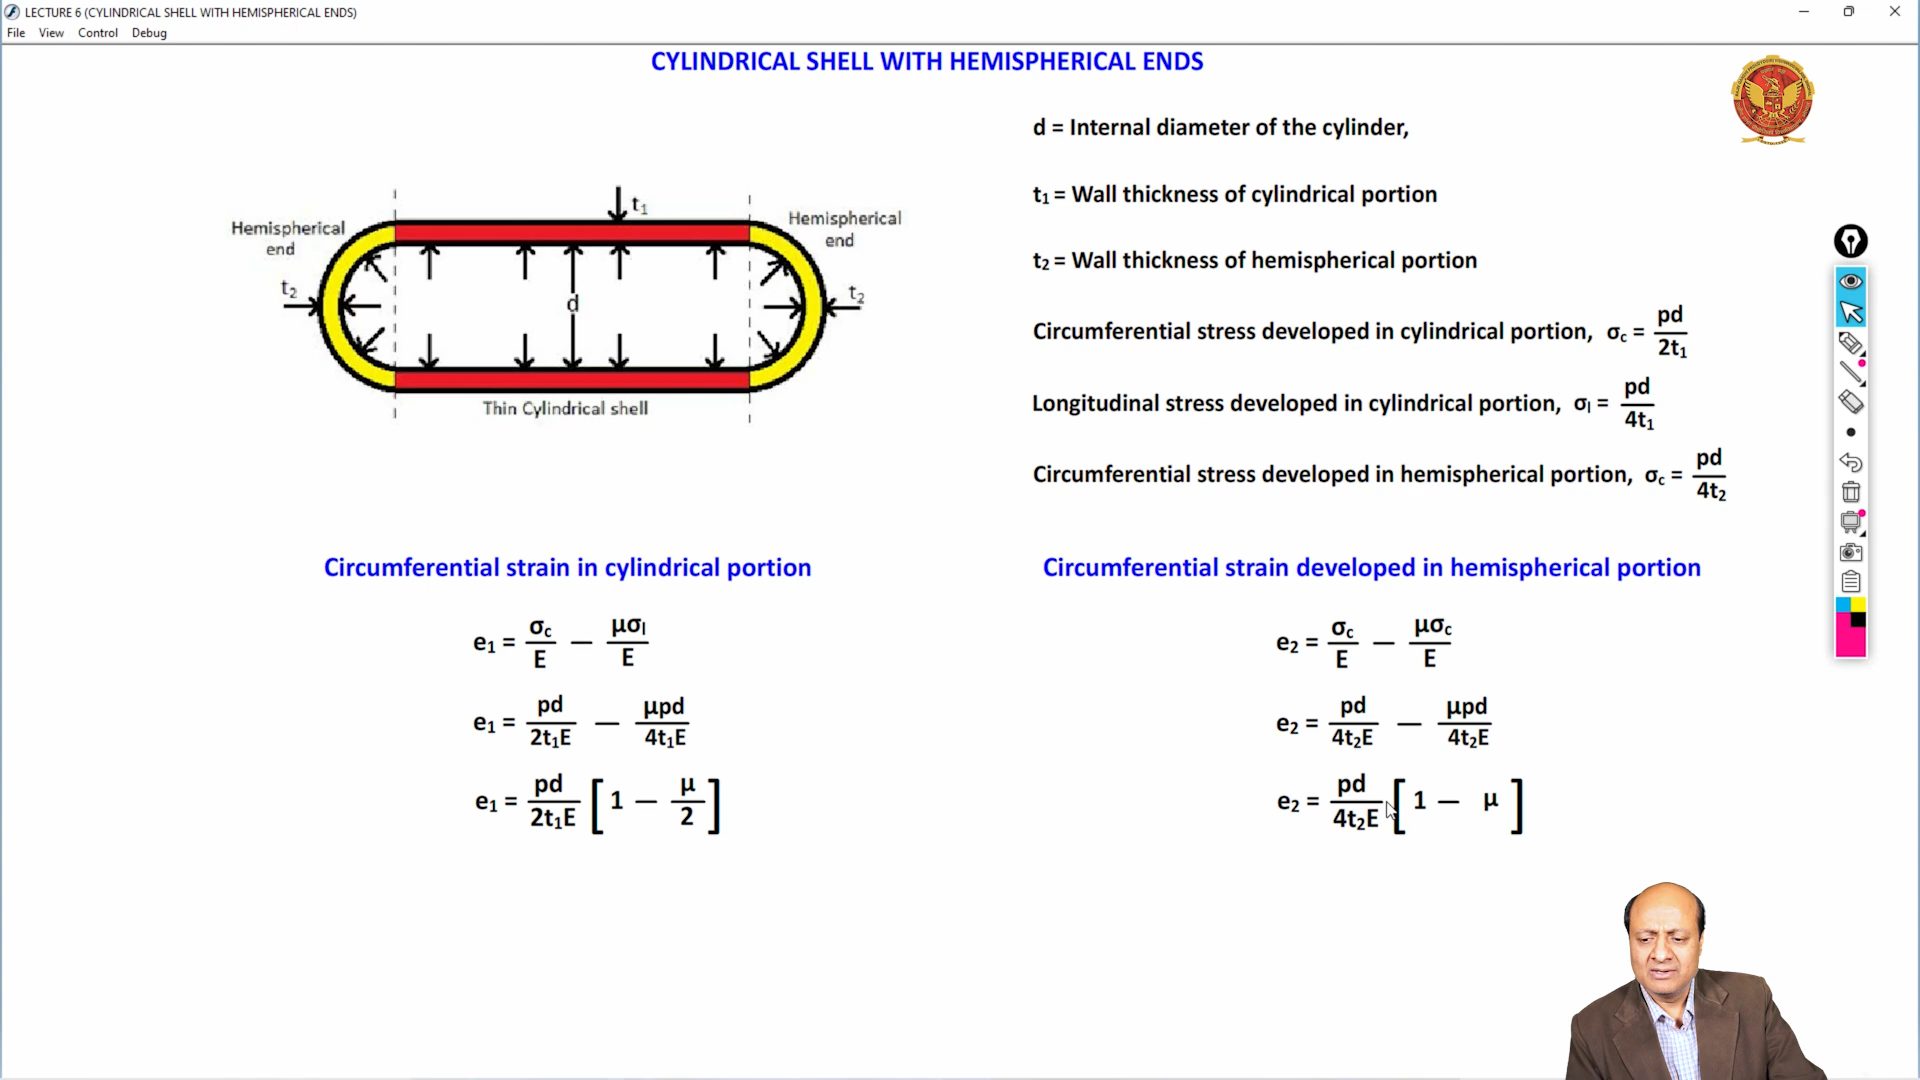 LECTURE 6 (CYLINDRICAL SHELL WITH HEMISPHERICAL ENDS)
File View Control Debug
CYLINDRICAL SHELL WITH HEMISPHERICAL ENDS
d = Internal diameter of the cylinder,
t₁ = Wall thickness of cylindrical portion
t₂ = Wall thickness of hemispherical portion
Circumferential stress developed in cylindrical portion, σc = pd/2t₁
Longitudinal stress developed in cylindrical portion, σl = pd/4t₁
Circumferential stress developed in hemispherical portion, σc = pd/4t₂
Hemispherical
end
t₁
Hemispherical
end
t₂
d
t₂
Thin Cylindrical shell
Circumferential strain in cylindrical portion
e₁ = σc/E — μσl/E
e₁ = pd/2t₁E — μpd/4t₁E
e₁ = pd/2t₁E [1 — μ/2]
Circumferential strain developed in hemispherical portion
e₂ = σc/E — μσc/E
e₂ = pd/4t₂E — μpd/4t₂E
e₂ = pd/4t₂E [1 — μ]